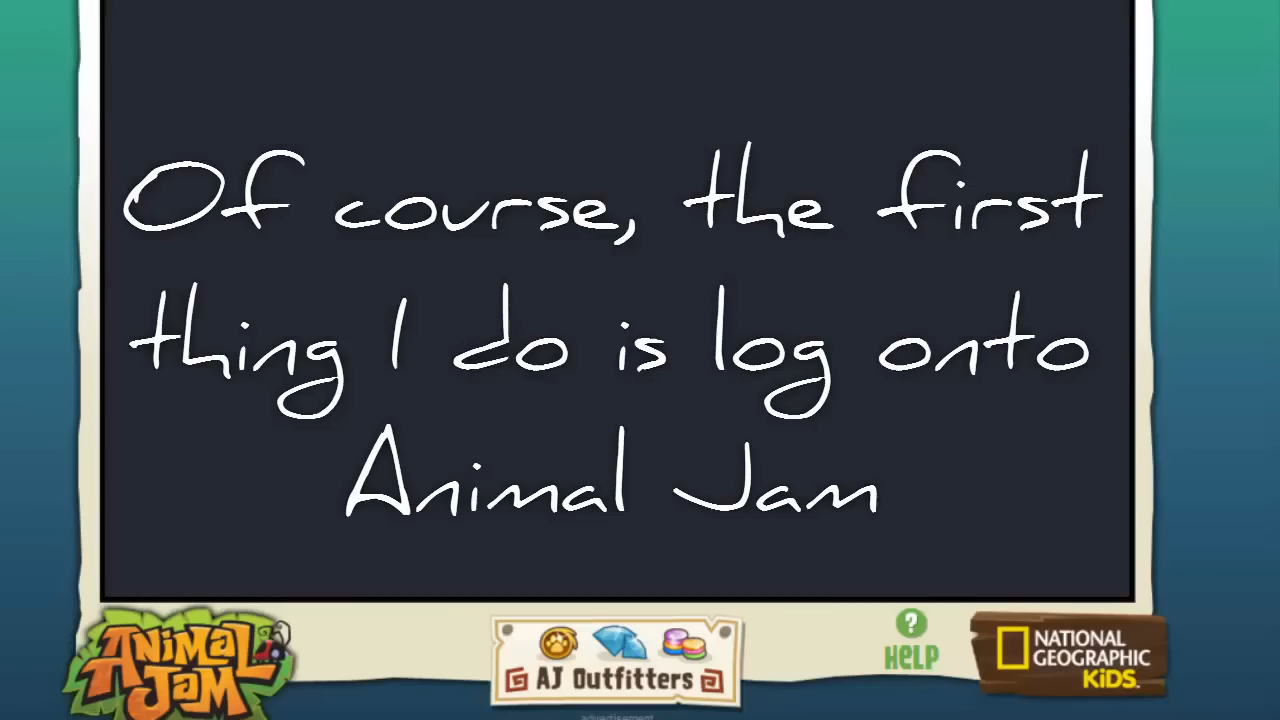 Of course, the first
thing I do is log onto
Animal Jam
ANIMAL
JAM
AJ Outfitters
?
HELP
NATIONAL
GEOGRAPHIC
KiDS
advertisement